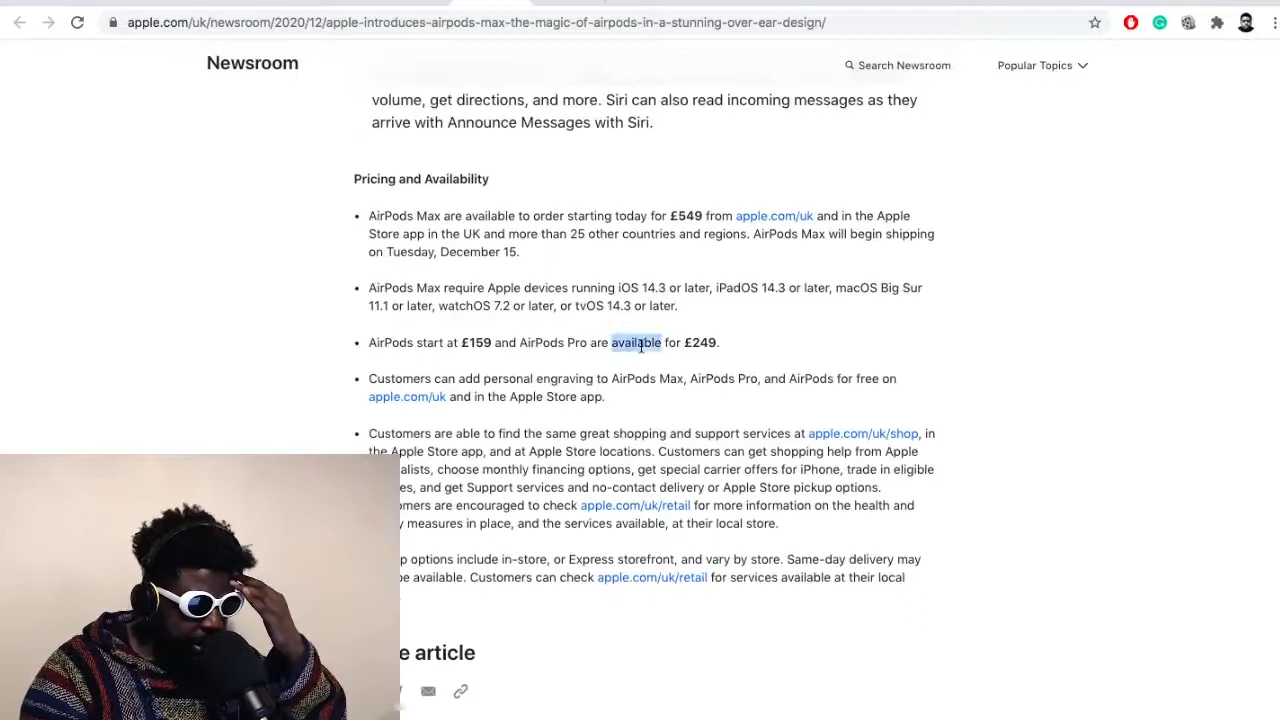 apple.com/uk/newsroom/2020/12/apple-introduces-airpods-max-the-magic-of-airpods-in-a-stunning-over-ear-design/
Newsroom
Search Newsroom
Popular Topics
volume, get directions, and more. Siri can also read incoming messages as they
arrive with Announce Messages with Siri.
Pricing and Availability
• AirPods Max are available to order starting today for £549 from apple.com/uk and in the Apple
Store app in the UK and more than 25 other countries and regions. AirPods Max will begin shipping
on Tuesday, December 15.
• AirPods Max require Apple devices running iOS 14.3 or later, iPadOS 14.3 or later, macOS Big Sur
11.1 or later, watchOS 7.2 or later, or tvOS 14.3 or later.
• AirPods start at £159 and AirPods Pro are available for £249.
• Customers can add personal engraving to AirPods Max, AirPods Pro, and AirPods for free on
apple.com/uk and in the Apple Store app.
• Customers are able to find the same great shopping and support services at apple.com/uk/shop, in
the Apple Store app, and at Apple Store locations. Customers can get shopping help from Apple
alists, choose monthly financing options, get special carrier offers for iPhone, trade in eligible
es, and get Support services and no-contact delivery or Apple Store pickup options.
omers are encouraged to check apple.com/uk/retail for more information on the health and
y measures in place, and the services available, at their local store.
p options include in-store, or Express storefront, and vary by store. Same-day delivery may
be available. Customers can check apple.com/uk/retail for services available at their local
e article